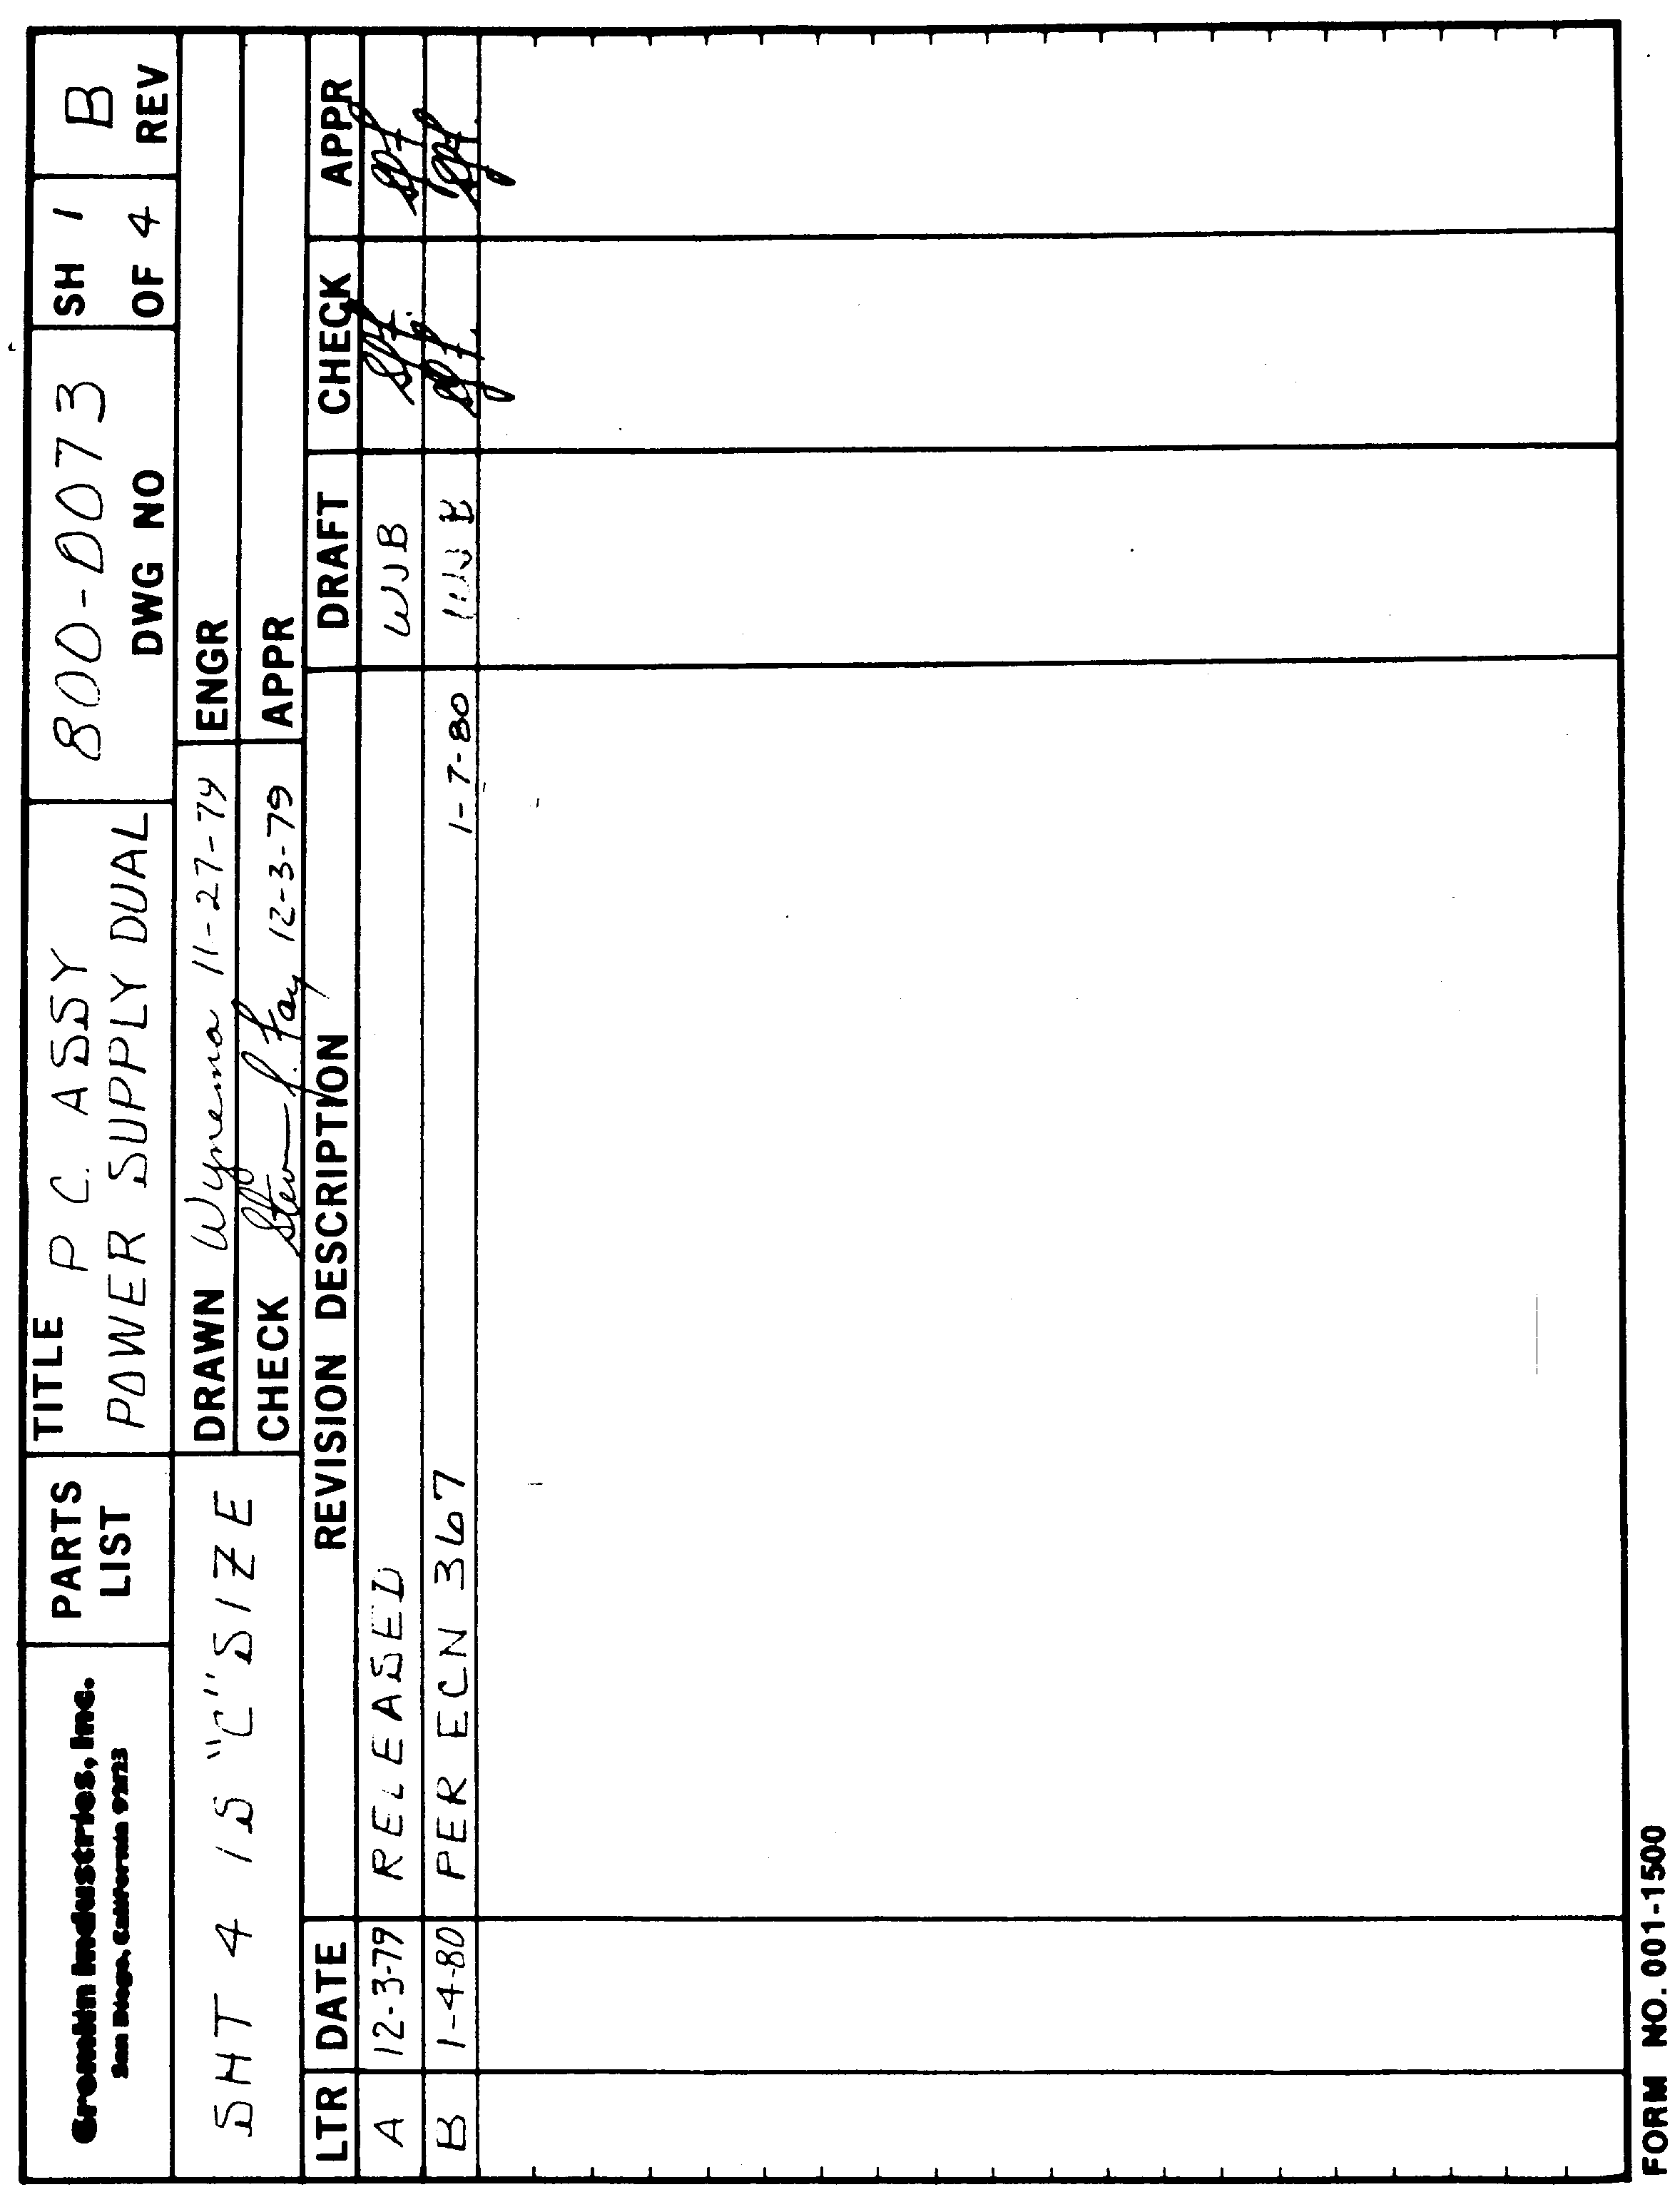 Gremlin Industries, Inc.
San Diego, California 92123
PARTS
LIST
TITLE P C. ASSY
POWER SUPPLY DUAL
800-0073
DWG NO
SH 1
OF 4
B
REV
SHT 4 IS "C" SIZE
DRAWN Wynema 11-27-79
ENGR
CHECK Steven P. Fay 12-3-79
APPR
LTR DATE REVISION DESCRIPTION DRAFT CHECK APPR
A 12-3-79 RELEASED WJB
B 1-4-80 PER ECN 367 1-7-80 WJB
FORM NO. 001-1500